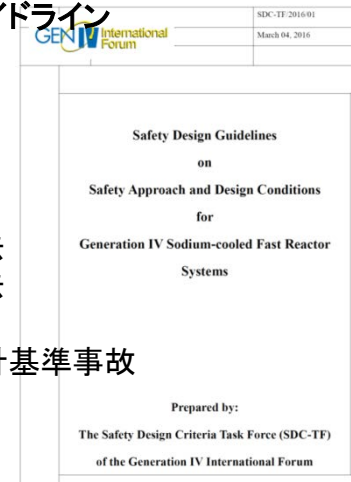 イドライン
SDC-TF/2016/01
GEN IV International
Forum
March 04, 2016
Safety Design Guidelines
on
Safety Approach and Design Conditions
for
Generation IV Sodium-cooled Fast Reactor
Systems
計基準事故
Prepared by:
The Safety Design Criteria Task Force (SDC-TF)
of the Generation IV International Forum